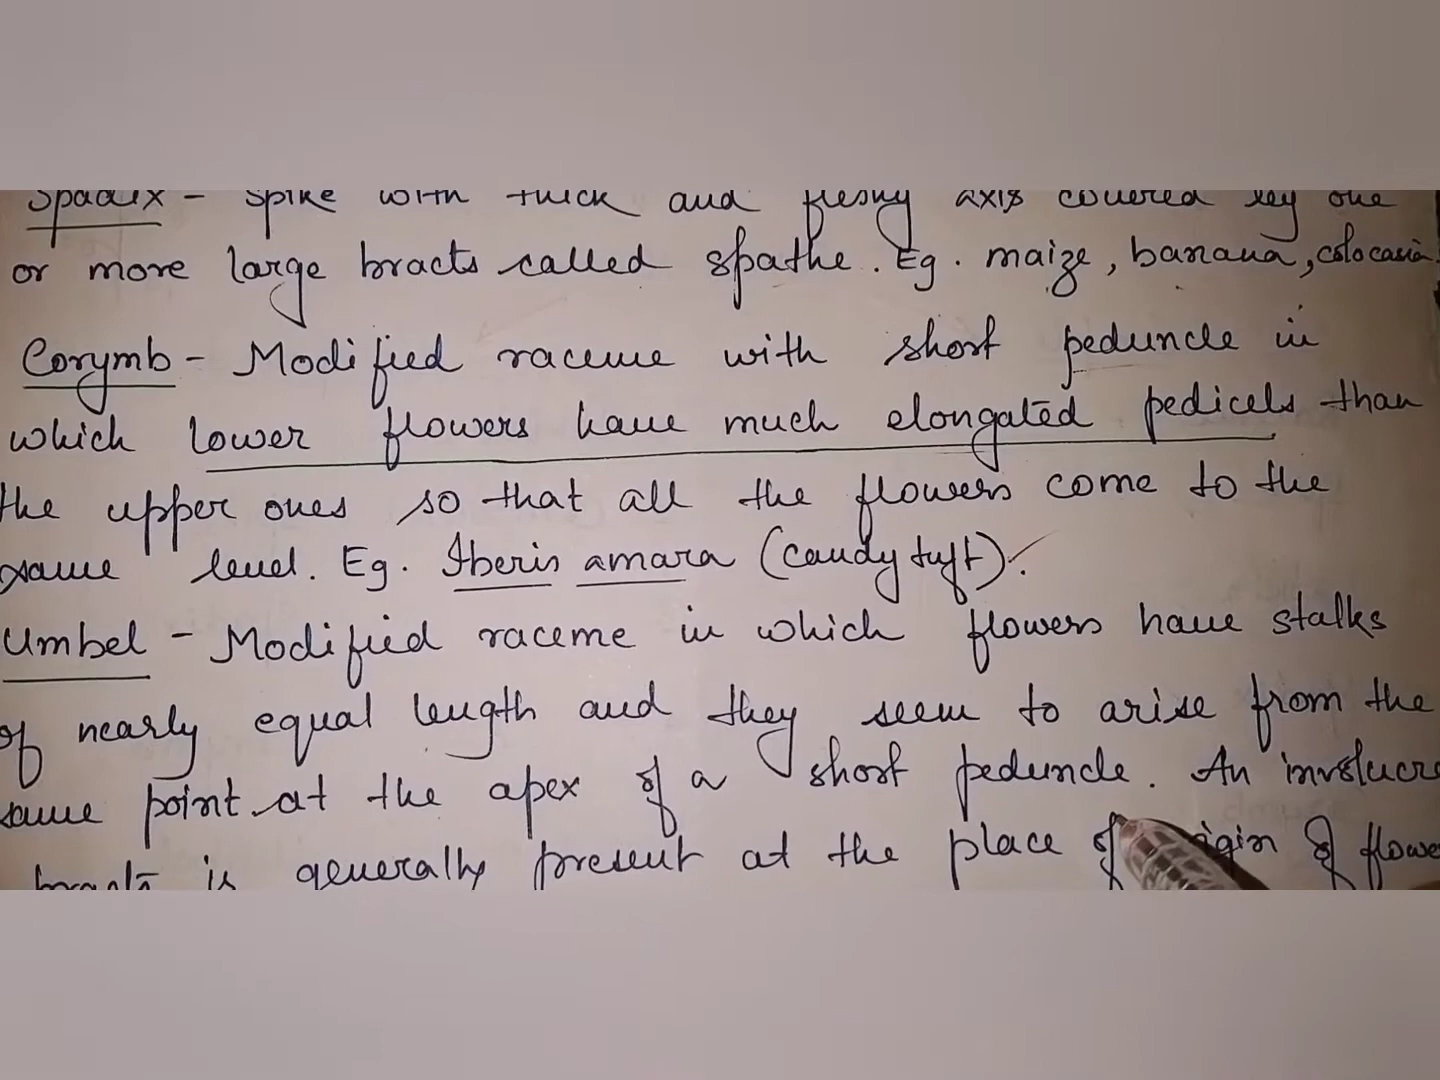 Spadix - Spike with thick and fleshy axis covered by one
or more large bracts called spathe. Eg. maize, banana, colocasia.
Corymb - Modified raceme with short peduncle in
which lower flowers have much elongated pedicels than
the upper ones so that all the flowers come to the
same level. Eg. Iberis amara (Candy tuft).
Umbel - Modified raceme in which flowers have stalks
of nearly equal length and they seem to arise from the
same point at the apex of a short peduncle. An involucre
bracts is generally present at the place of origin of flowe